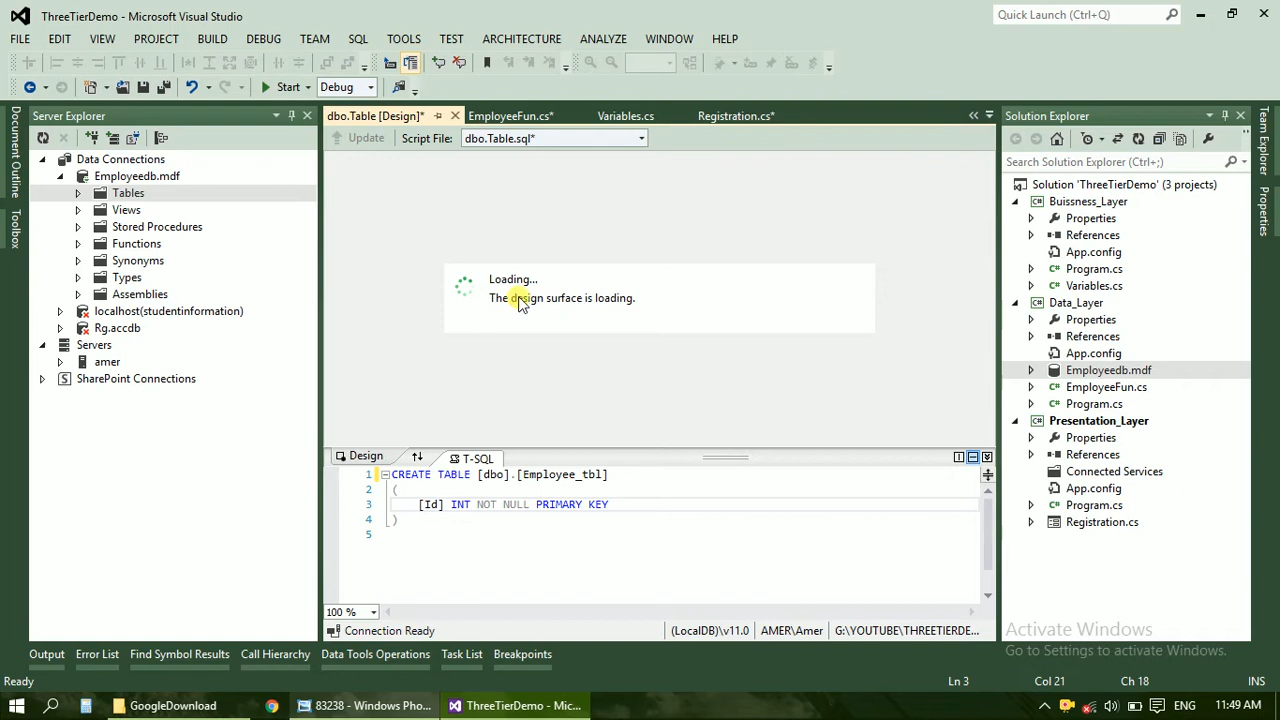 ThreeTierDemo - Microsoft Visual Studio
Quick Launch (Ctrl+Q)
FILE EDIT VIEW PROJECT BUILD DEBUG TEAM SQL TOOLS TEST ARCHITECTURE ANALYZE WINDOW HELP
Start Debug
Document Outline
Toolbox
Server Explorer
Data Connections
Employeedb.mdf
Tables
Views
Stored Procedures
Functions
Synonyms
Types
Assemblies
localhost(studentinformation)
Rg.accdb
Servers
amer
SharePoint Connections
dbo.Table [Design]* EmployeeFun.cs* Variables.cs Registration.cs*
Update Script File: dbo.Table.sql*
Loading...
The design surface is loading.
Design T-SQL
1 CREATE TABLE [dbo].[Employee_tbl]
2 (
3 [Id] INT NOT NULL PRIMARY KEY
4 )
5
100 %
Connection Ready (LocalDB)\v11.0 AMER\Amer G:\YOUTUBE\THREETIERDE...
Solution Explorer
Search Solution Explorer (Ctrl+;)
Solution 'ThreeTierDemo' (3 projects)
Buissness_Layer
Properties
References
App.config
Program.cs
Variables.cs
Data_Layer
Properties
References
App.config
Employeedb.mdf
EmployeeFun.cs
Program.cs
Presentation_Layer
Properties
References
Connected Services
App.config
Program.cs
Registration.cs
Team Explorer
Properties
Activate Windows
Go to Settings to activate Windows.
Output Error List Find Symbol Results Call Hierarchy Data Tools Operations Task List Breakpoints
Ready Ln 3 Col 21 Ch 18 INS
GoogleDownload 83238 - Windows Pho... ThreeTierDemo - Mic... ENG 11:49 AM